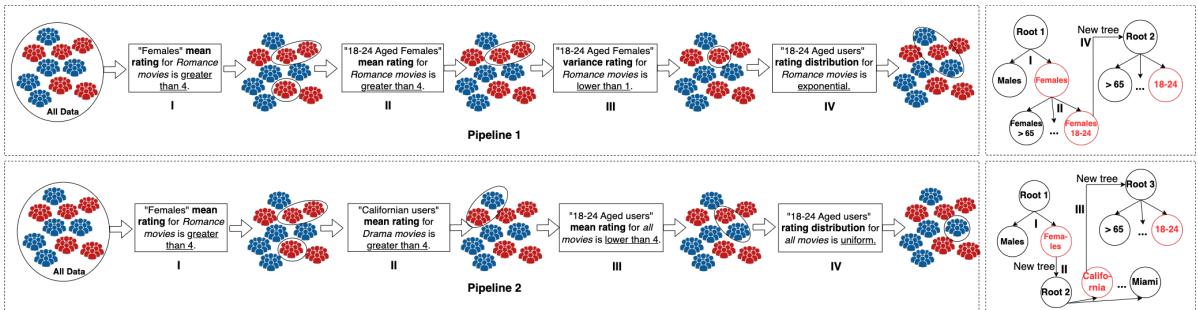 All Data
"Females" mean
rating for Romance
movies is greater
than 4.
I
"18-24 Aged Females"
mean rating for
Romance movies is
greater than 4.
II
"18-24 Aged Females"
variance rating for
Romance movies is
lower than 1.
III
"18-24 Aged users"
rating distribution for
Romance movies is
exponential.
IV
Pipeline 1
Root 1
I
Males
Females
II
Females
> 65
...
Females
18-24
New tree
IV
Root 2
> 65
...
18-24
All Data
"Females" mean
rating for Romance
movies is greater
than 4.
I
"Californian users"
mean rating for
Drama movies is
greater than 4.
II
"18-24 Aged users"
mean rating for all
movies is lower than 4.
III
"18-24 Aged users"
rating distribution for
all movies is uniform.
IV
Pipeline 2
Root 1
I
Males
Fema-
les
New tree
II
Root 2
Califo-
rnia
...
Miami
III
New tree
Root 3
> 65
...
18-24